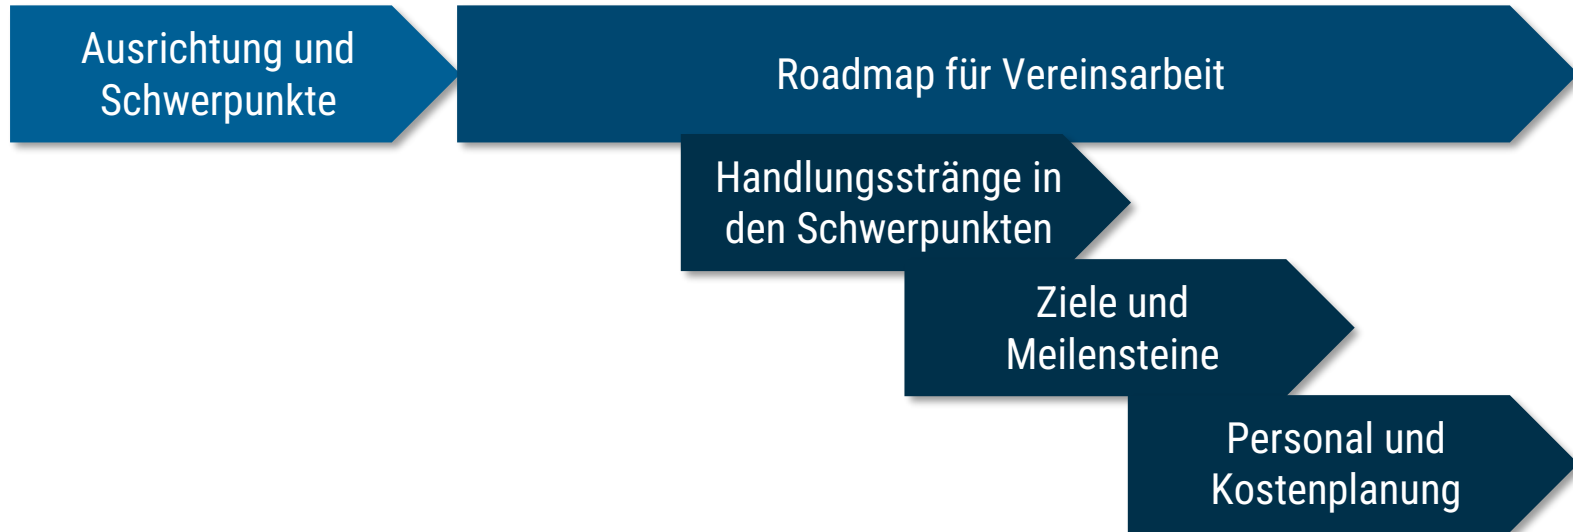 Ausrichtung und
Schwerpunkte
Roadmap für Vereinsarbeit
Handlungsstränge in
den Schwerpunkten
Ziele und
Meilensteine
Personal und
Kostenplanung